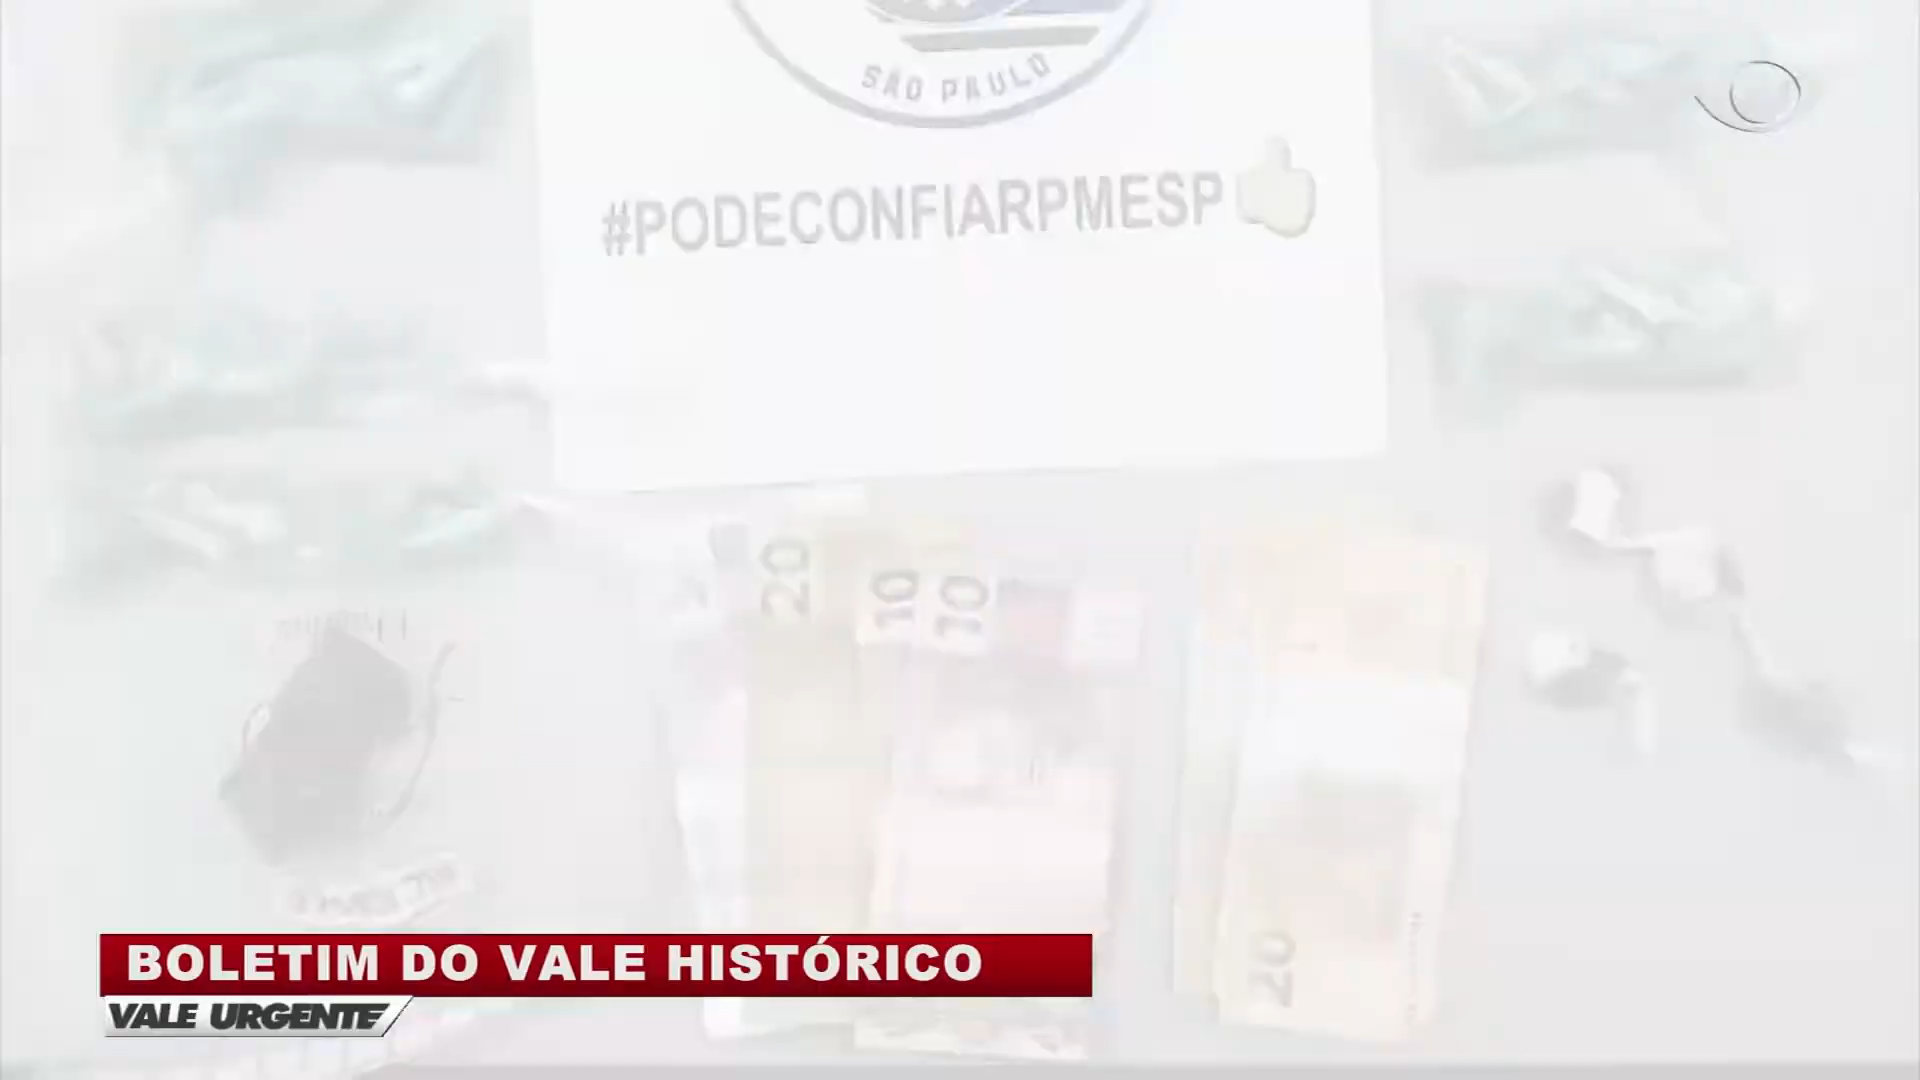 SÃO PAULO
#PODECONFIARPMESP
20
10
10
20
BOLETIM DO VALE HISTÓRICO
VALE URGENTE